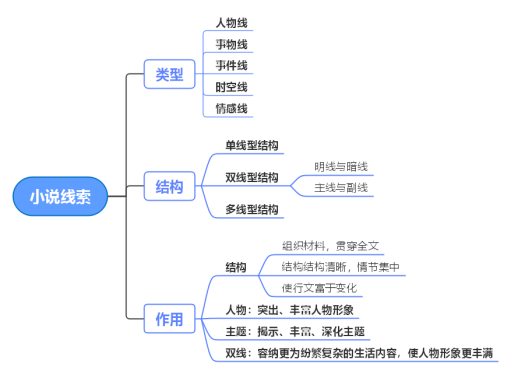 小说线索
类型
人物线
事物线
事件线
时空线
情感线
结构
单线型结构
双线型结构
明线与暗线
主线与副线
多线型结构
作用
结构
组织材料，贯穿全文
结构结构清晰，情节集中
使行文富于变化
人物：突出、丰富人物形象
主题：揭示、丰富、深化主题
双线：容纳更为纷繁复杂的生活内容，使人物形象更丰满